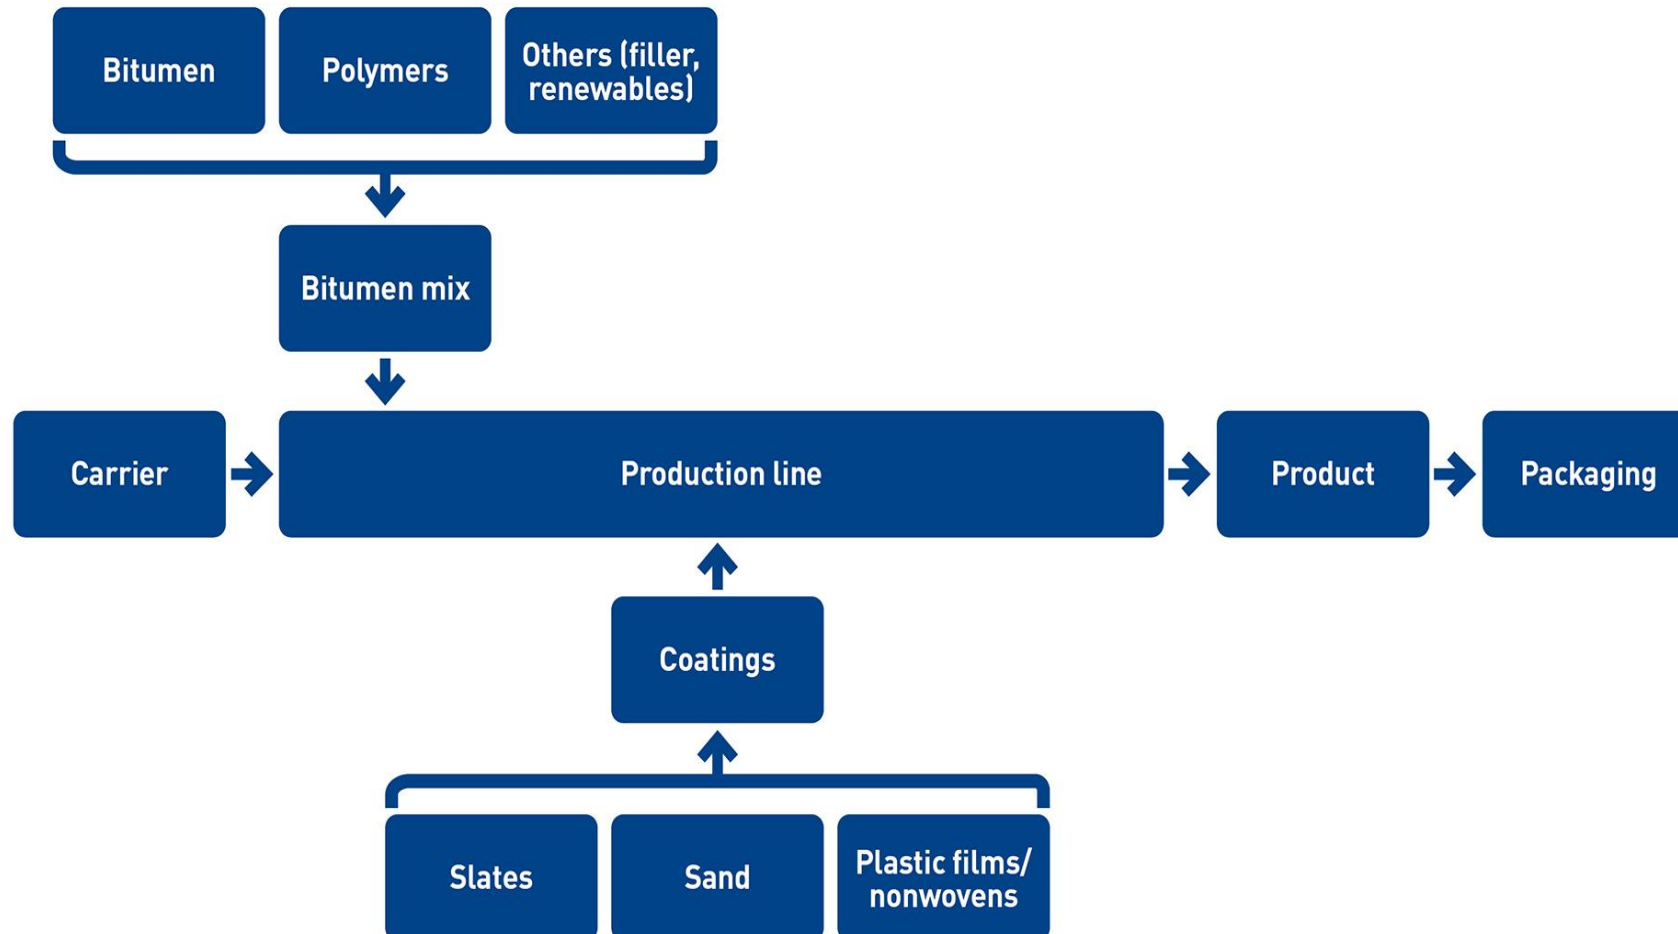 Bitumen
Polymers
Others (filler,
renewables)
Bitumen mix
Carrier
Production line
Product
Packaging
Coatings
Slates
Sand
Plastic films/
nonwovens